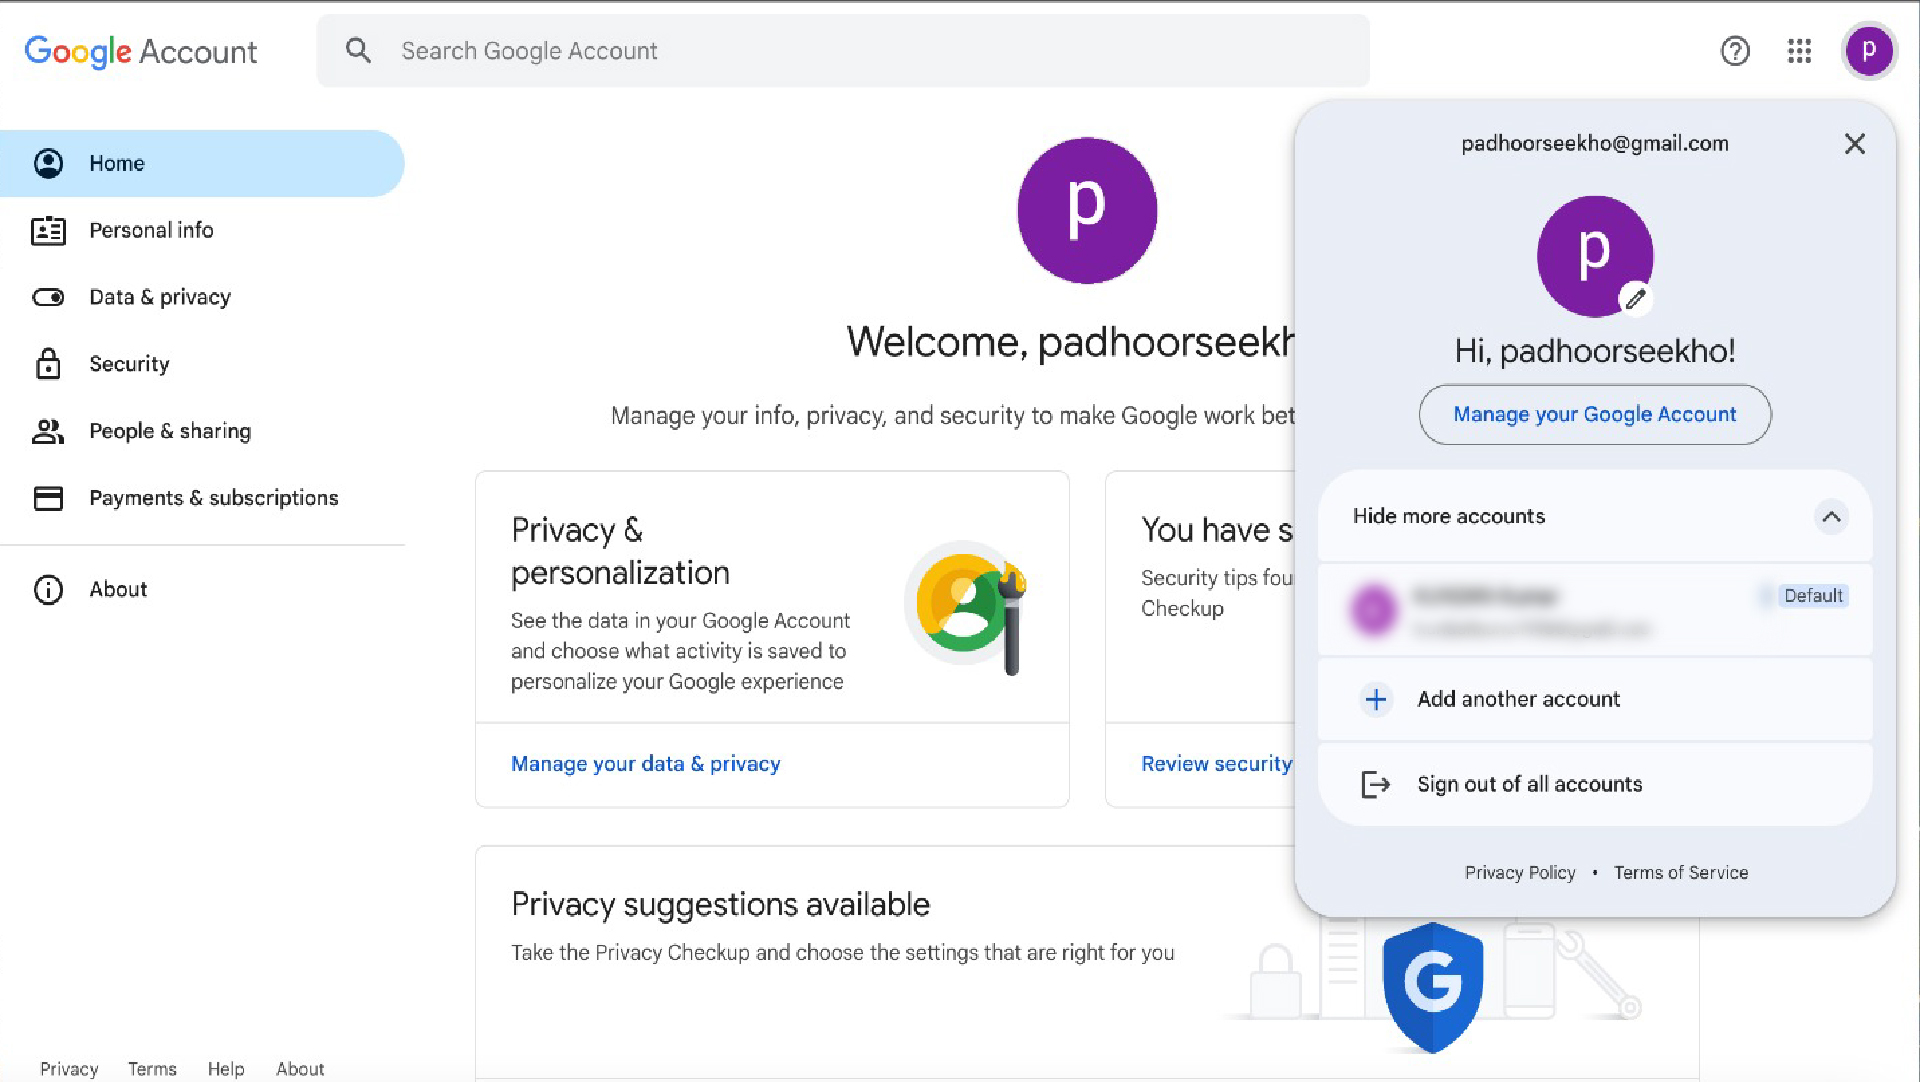 Google Account
Search Google Account
p
Home
Personal info
Data & privacy
Security
People & sharing
Payments & subscriptions
About
p
Welcome, padhoorseekh
Manage your info, privacy, and security to make Google work bet
Privacy &
personalization
See the data in your Google Account
and choose what activity is saved to
personalize your Google experience
Manage your data & privacy
You have s
Security tips fou
Checkup
Review security
Privacy suggestions available
Take the Privacy Checkup and choose the settings that are right for you
G
padhoorseekho@gmail.com
p
Hi, padhoorseekho!
Manage your Google Account
Hide more accounts
Default
Add another account
Sign out of all accounts
Privacy Policy • Terms of Service
Privacy Terms Help About